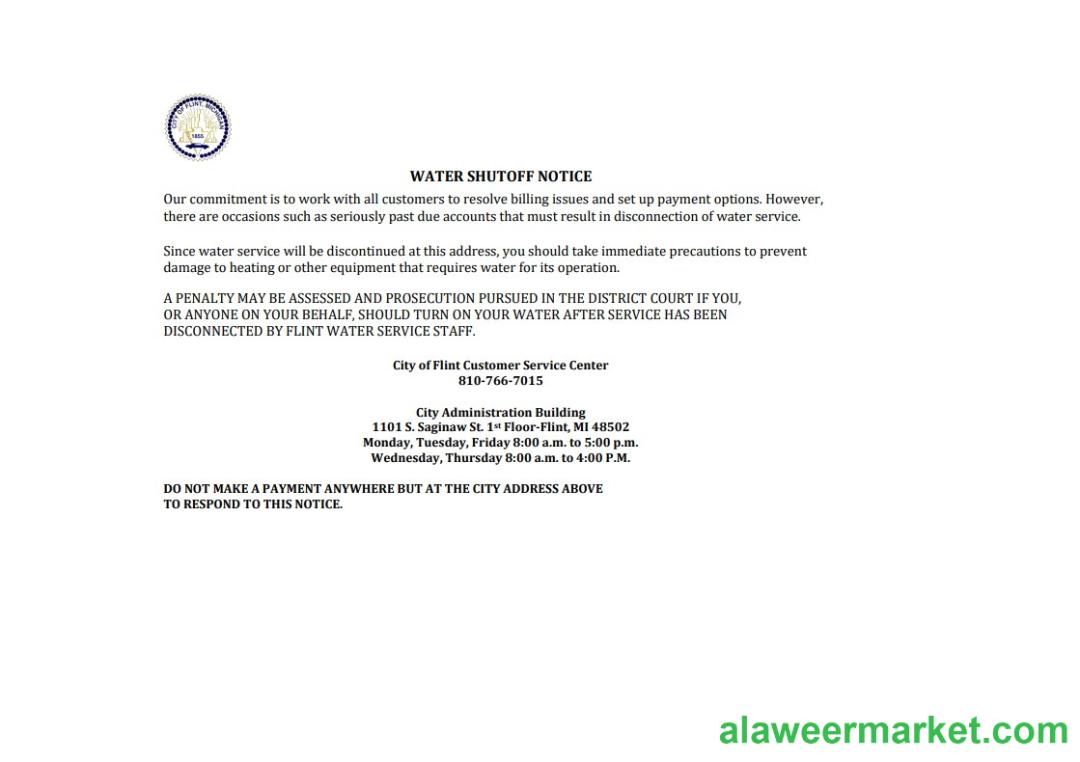 CITY OF FLINT, MICHIGAN
1855
WATER SHUTOFF NOTICE
Our commitment is to work with all customers to resolve billing issues and set up payment options. However,
there are occasions such as seriously past due accounts that must result in disconnection of water service.
Since water service will be discontinued at this address, you should take immediate precautions to prevent
damage to heating or other equipment that requires water for its operation.
A PENALTY MAY BE ASSESSED AND PROSECUTION PURSUED IN THE DISTRICT COURT IF YOU,
OR ANYONE ON YOUR BEHALF, SHOULD TURN ON YOUR WATER AFTER SERVICE HAS BEEN
DISCONNECTED BY FLINT WATER SERVICE STAFF.
City of Flint Customer Service Center
810-766-7015
City Administration Building
1101 S. Saginaw St. 1st Floor-Flint, MI 48502
Monday, Tuesday, Friday 8:00 a.m. to 5:00 p.m.
Wednesday, Thursday 8:00 a.m. to 4:00 P.M.
DO NOT MAKE A PAYMENT ANYWHERE BUT AT THE CITY ADDRESS ABOVE
TO RESPOND TO THIS NOTICE.
alaweermarket.com